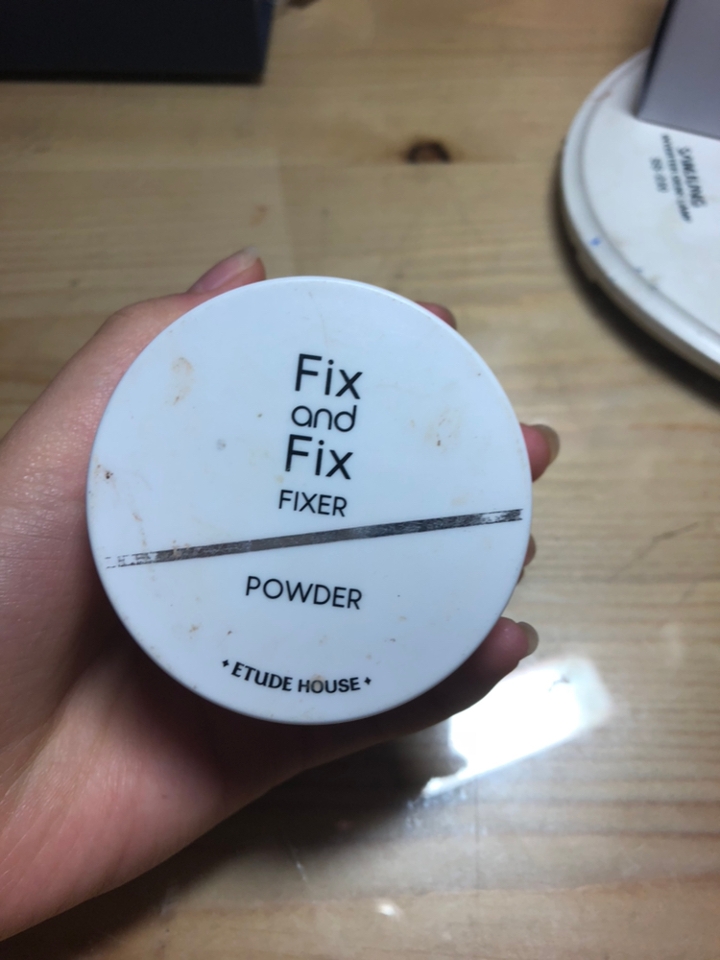 Fix
and
Fix
FIXER
POWDER
ETUDE HOUSE